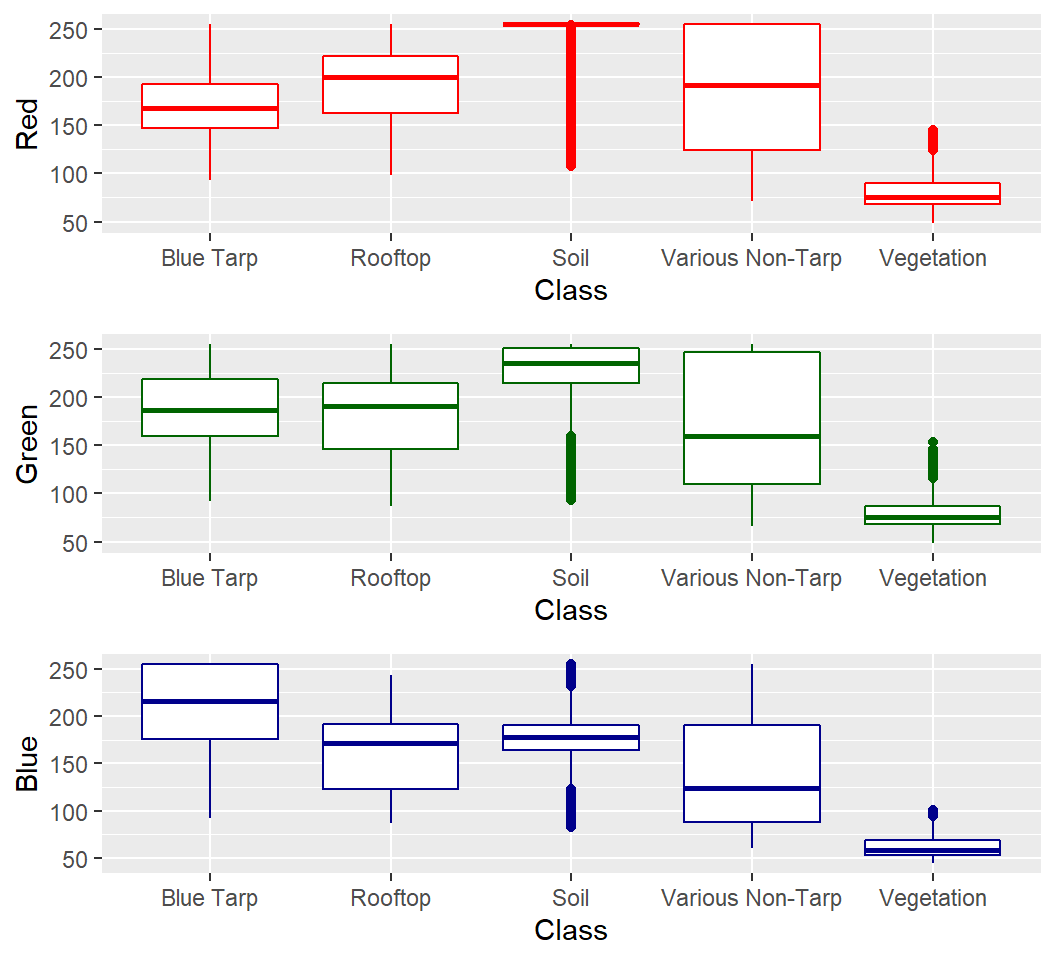 Red
250
200
150
100
50
Blue Tarp Rooftop Soil Various Non-Tarp Vegetation
Class
Green
250
200
150
100
50
Blue Tarp Rooftop Soil Various Non-Tarp Vegetation
Class
Blue
250
200
150
100
50
Blue Tarp Rooftop Soil Various Non-Tarp Vegetation
Class